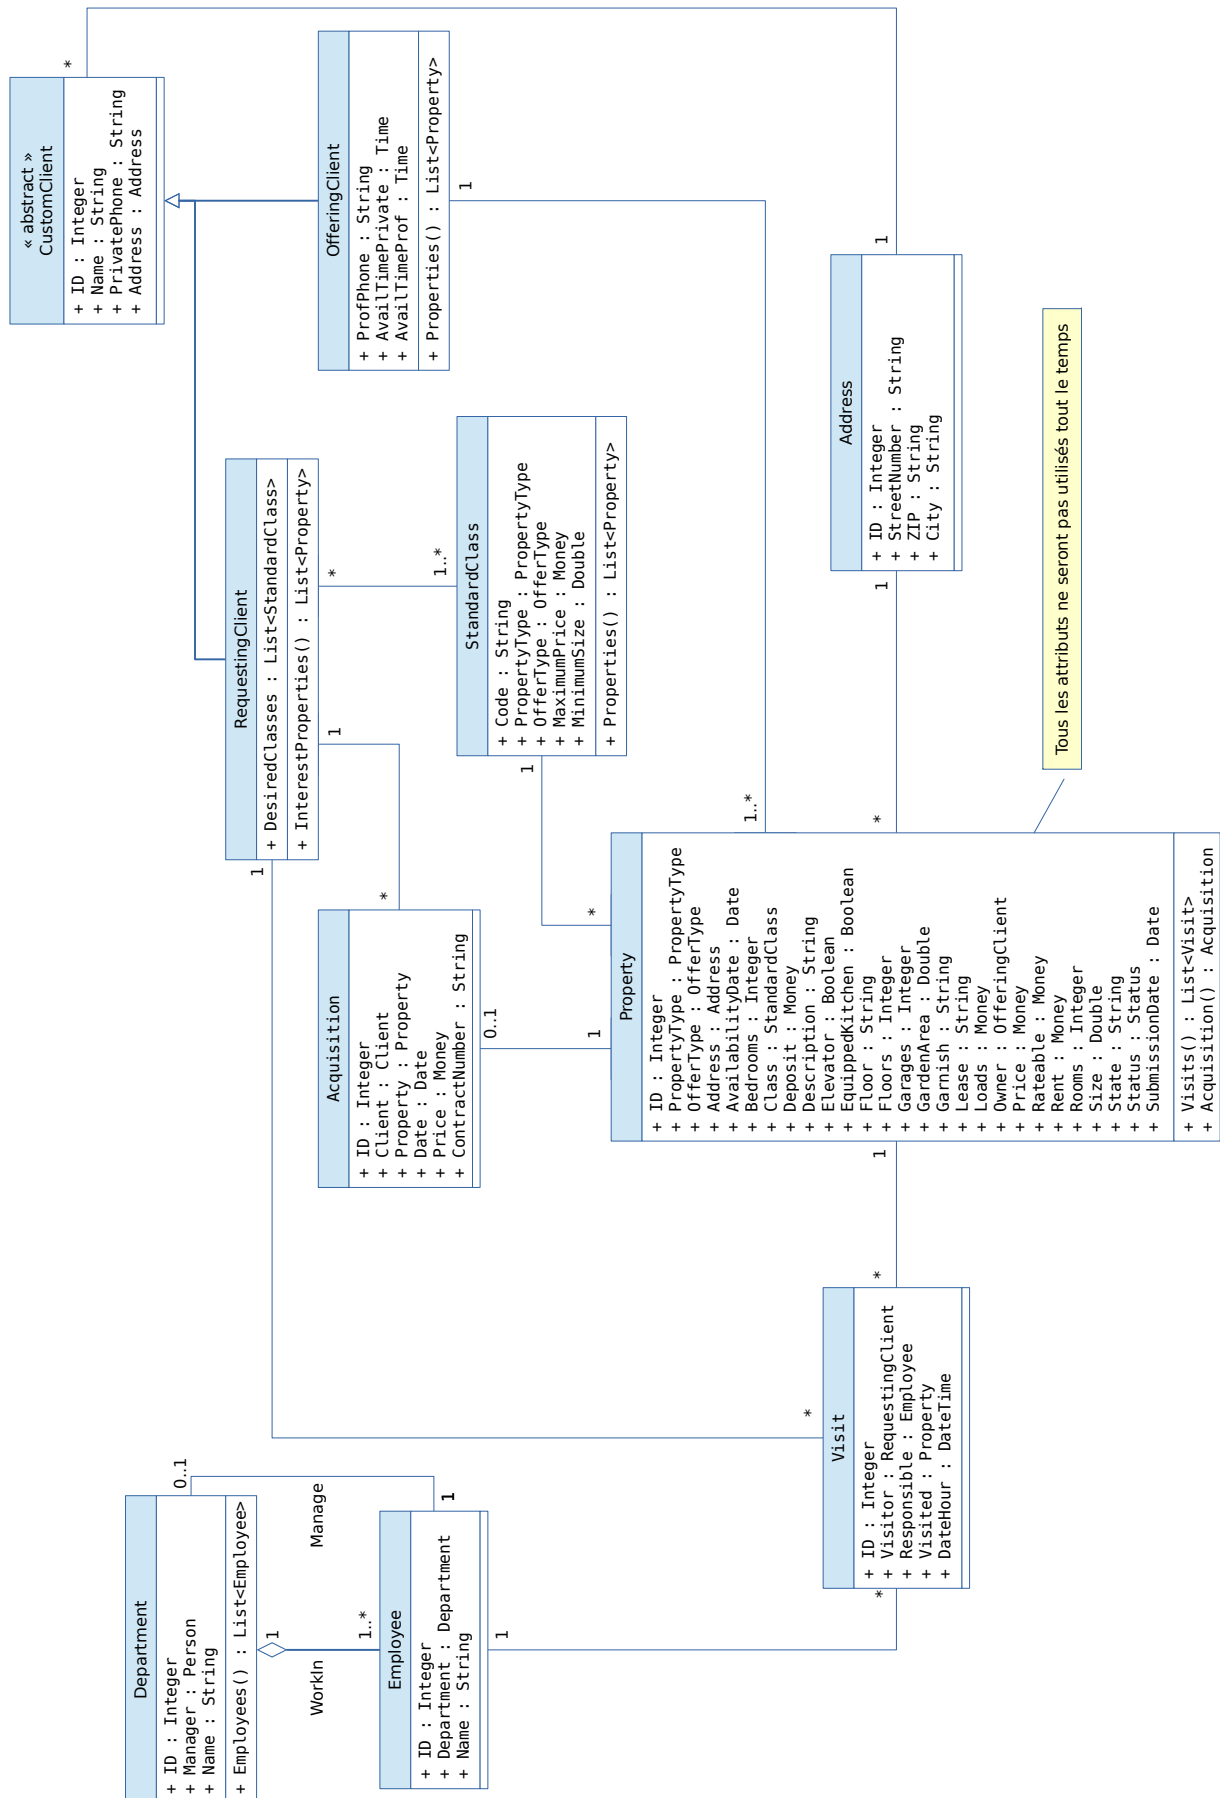 Department
+ ID : Integer
+ Manager : Person
+ Name : String
+ Employees() : List<Employee>
0..1
1
WorkIn
Manage
1..*
1
Employee
+ ID : Integer
+ Department : Department
+ Name : String
1
*
Visit
+ ID : Integer
+ Visitor : RequestingClient
+ Responsible : Employee
+ Visited : Property
+ DateHour : DateTime
*
*
1
« abstract »
CustomClient
+ ID : Integer
+ Name : String
+ PrivatePhone : String
+ Address : Address
*
RequestingClient
+ DesiredClasses : List<StandardClass>
+ InterestProperties() : List<Property>
1
1
*
OfferingClient
+ ProfPhone : String
+ AvailTimePrivate : Time
+ AvailTimeProf : Time
+ Properties() : List<Property>
1
Acquisition
+ ID : Integer
+ Client : Client
+ Property : Property
+ Date : Date
+ Price : Money
+ ContractNumber : String
*
0..1
StandardClass
+ Code : String
+ PropertyType : PropertyType
+ OfferType : OfferType
+ MaximumPrice : Money
+ MinimumSize : Double
+ Properties() : List<Property>
1..*
1
1
*
Property
+ ID : Integer
+ PropertyType : PropertyType
+ OfferType : OfferType
+ Address : Address
+ AvailabilityDate : Date
+ Bedrooms : Integer
+ Class : StandardClass
+ Deposit : Money
+ Description : String
+ Elevator : Boolean
+ EquippedKitchen : Boolean
+ Floor : String
+ Floors : Integer
+ Garages : Integer
+ GardenArea : Double
+ Garnish : String
+ Lease : String
+ Loads : Money
+ Owner : OfferingClient
+ Price : Money
+ Rateable : Money
+ Rent : Money
+ Rooms : Integer
+ Size : Double
+ State : String
+ Status : Status
+ SubmissionDate : Date
+ Visits() : List<Visit>
+ Acquisition() : Acquisition
1..*
*
1
1
Address
+ ID : Integer
+ StreetNumber : String
+ ZIP : String
+ City : String
Tous les attributs ne seront pas utilisés tout le temps